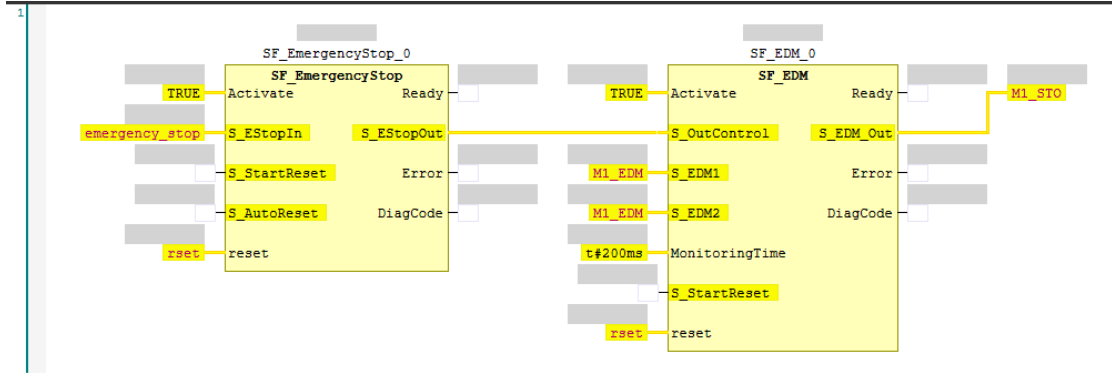 1
SF_EmergencyStop_0 SF_EDM_0
SF_EmergencyStop SF_EDM
TRUE Activate Ready TRUE Activate Ready M1_STO
emergency_stop S_EStopIn S_EStopOut S_OutControl S_EDM_Out
S_StartReset Error M1_EDM S_EDM1 Error
S_AutoReset DiagCode M1_EDM S_EDM2 DiagCode
rset reset t#200ms MonitoringTime
S_StartReset
rset reset